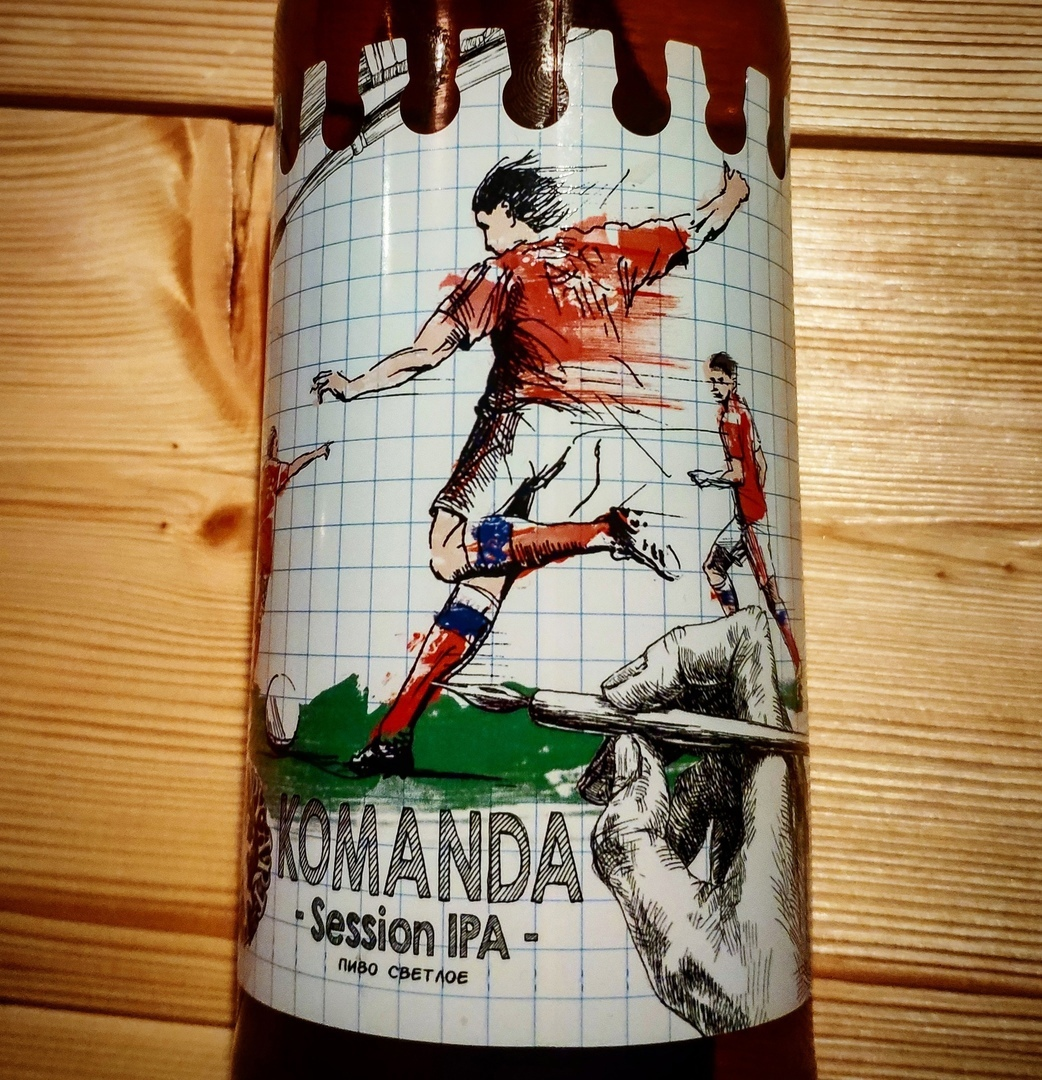 KOMANDA
- Session IPA -
ПИВО СВЕТЛОЕ